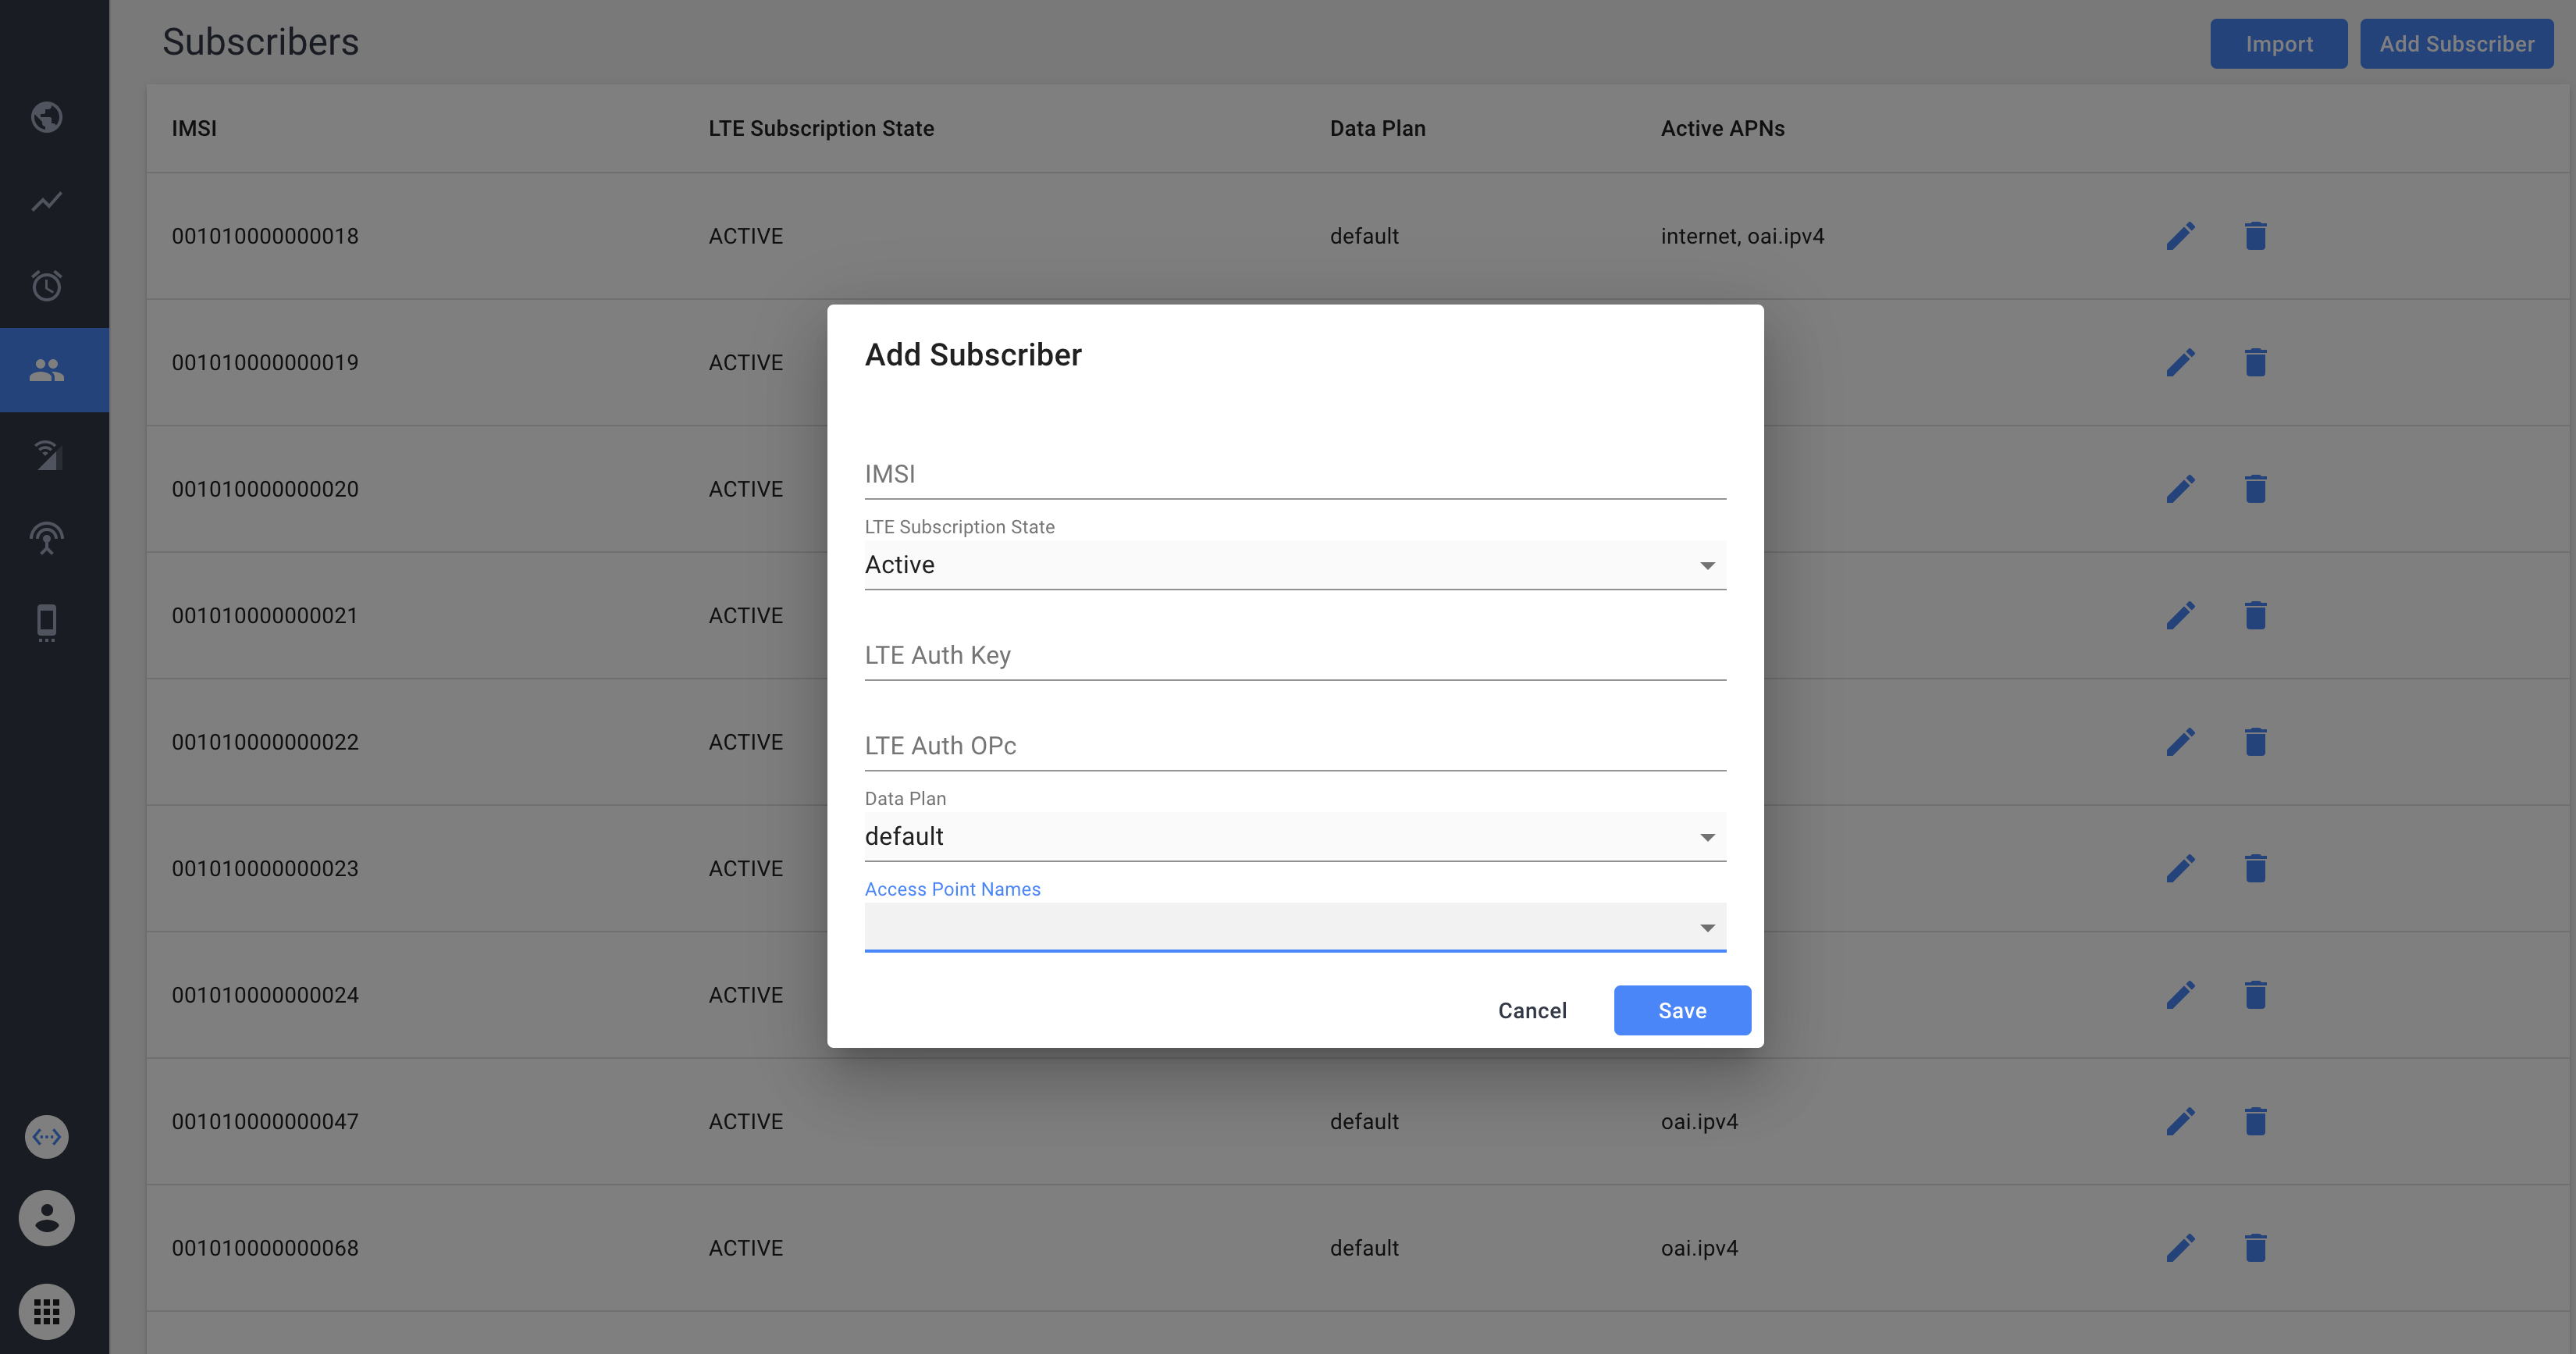 Subscribers
Import Add Subscriber
IMSI LTE Subscription State Data Plan Active APNs
001010000000018 ACTIVE default internet, oai.ipv4
001010000000019 ACTIVE
001010000000020 ACTIVE
001010000000021 ACTIVE
001010000000022 ACTIVE
001010000000023 ACTIVE
001010000000024 ACTIVE
001010000000047 ACTIVE default oai.ipv4
001010000000068 ACTIVE default oai.ipv4
Add Subscriber
IMSI
LTE Subscription State
Active
LTE Auth Key
LTE Auth OPc
Data Plan
default
Access Point Names
Cancel Save